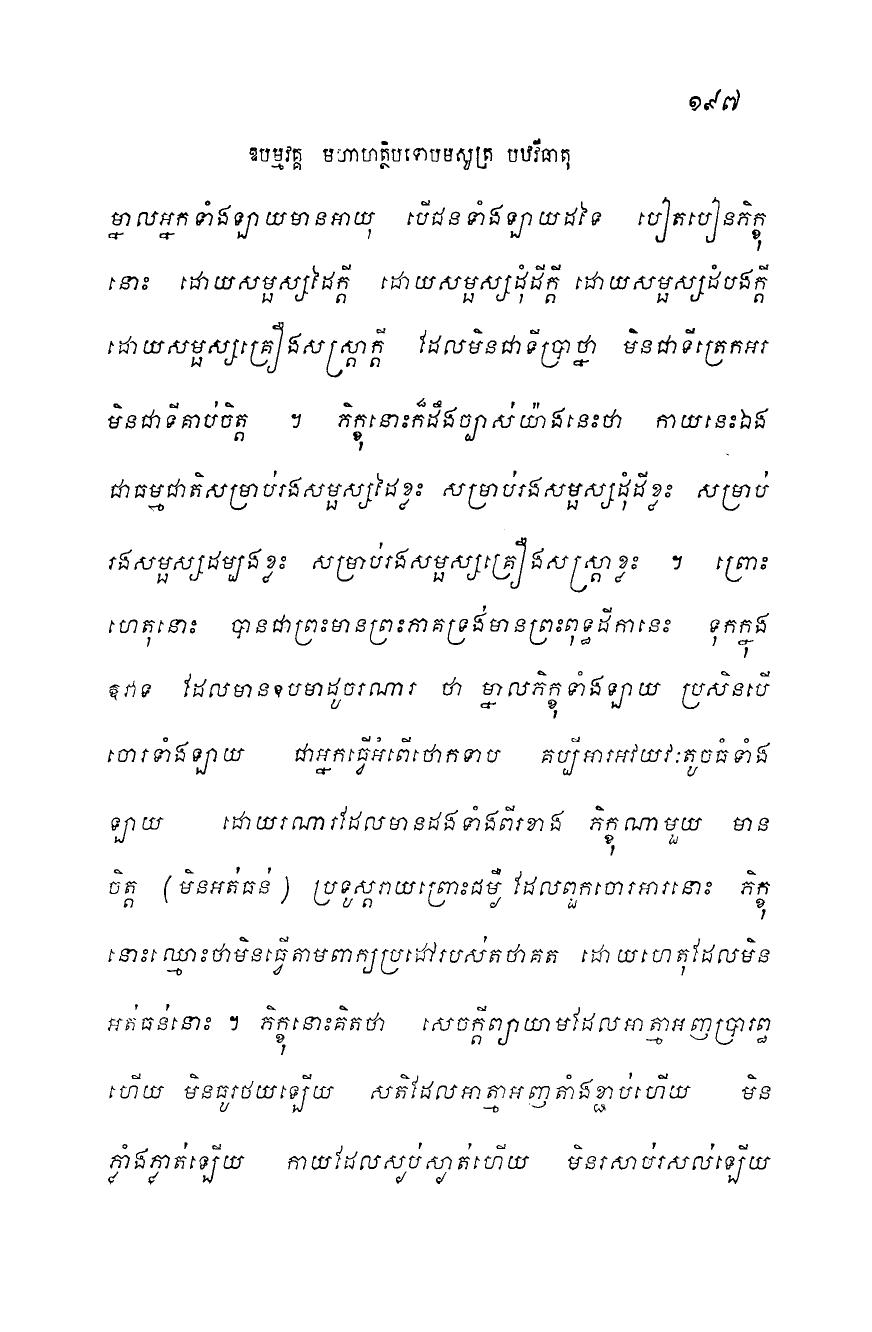 ១៩៧
ឧបម្មវគ្គ មហាហត្ថិបទោបមសូត្រ បឋវីធាតុ
ម្នាលអ្នកទាំងឡាយមានអាយុ បើជនទាំងឡាយដទៃ បៀតបៀនភិក្ខុ
នោះ ដោយសម្ផស្សដៃក្តី ដោយសម្ផស្សដុំដីក្តី ដោយសម្ផស្សដំបងក្តី
ដោយសម្ផស្សគ្រឿងសស្ត្រាក្តី ដែលមិនជាទីប្រាថ្នា មិនជាទីត្រេកអរ
មិនជាទីគាប់ចិត្ត ។ ភិក្ខុនោះក៏ដឹងច្បាស់យ៉ាងនេះថា កាយនេះឯង
ជាធម្មជាតិសម្រាប់រងសម្ផស្សដៃខ្លះ សម្រាប់រងសម្ផស្សដុំដីខ្លះ សម្រាប់
រងសម្ផស្សដម្បងខ្លះ សម្រាប់រងសម្ផស្សគ្រឿងសស្ត្រាខ្លះ ។ ព្រោះ
ហេតុនោះ បានជាព្រះមានព្រះភាគទ្រង់មានព្រះពុទ្ធដីកានេះ ទុកក្នុង
ឱវាទ ដែលមានឧបមាដូចរណារ ថា ម្នាលភិក្ខុទាំងឡាយ ប្រសិនបើ
ចោរទាំងឡាយ ជាអ្នកធ្វើអំពើថោកទាប គប្បីអារអវយវៈតូចធំទាំង
ឡាយ ដោយរណារដែលមានដងទាំងពីរខាង ភិក្ខុណាមួយ មាន
ចិត្ត (មិនអត់ធន់) ប្រទូស្តរាយព្រោះជម្ងឺ ដែលពួកចោរអារនោះ ភិក្ខុ
នោះឈ្មោះថាមិនធ្វើតាមពាក្យប្រដៅរបស់តថាគត ដោយហេតុដែលមិន
អត់ធន់នោះ ។ ភិក្ខុនោះគិតថា សេចក្តីព្យាយាមដែលអាត្មាអញប្រារព្ធ
ហើយ មិនធូរថយឡើយ សតិដែលអាត្មាអញតាំងខ្ជាប់ហើយ មិន
ភ្លាំងភ្លាត់ឡើយ កាយដែលស្ងប់ស្ងាត់ហើយ មិនរសាប់រសល់ឡើយ